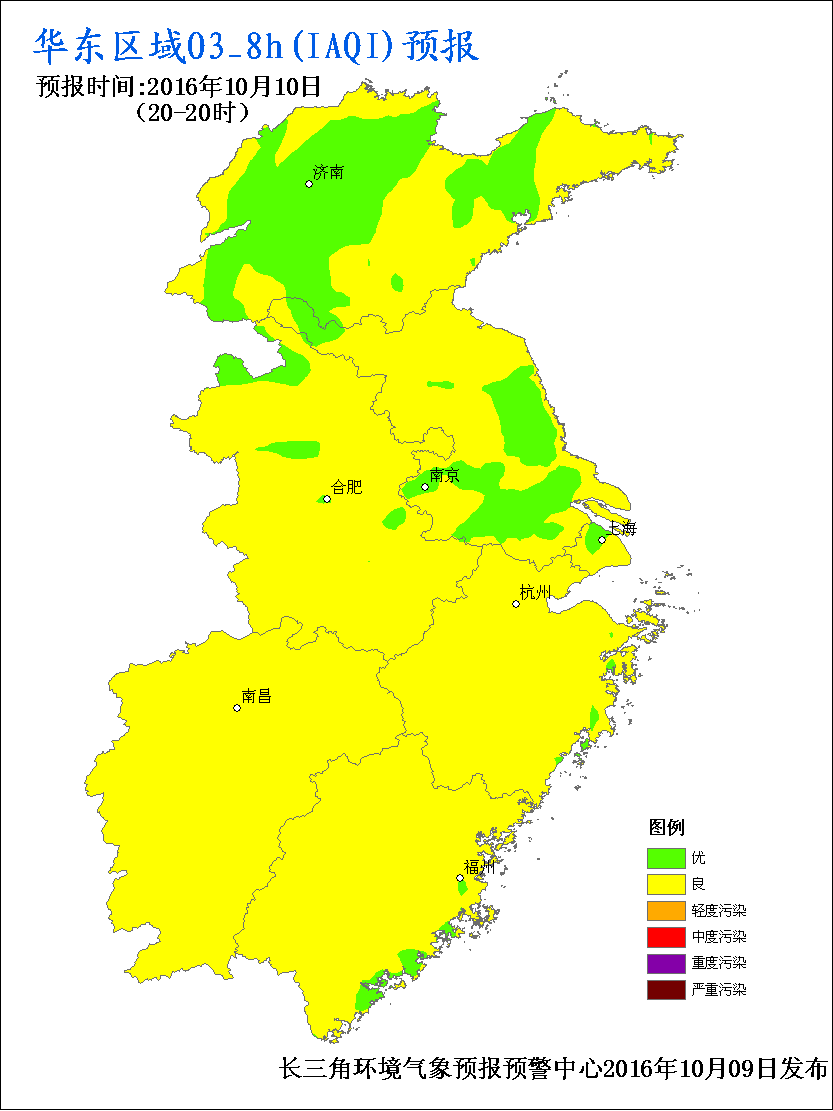 华东区域O3_8h(IAQI)预报
预报时间:2016年10月10日
（20-20时）
济南
南京
合肥
上海
杭州
南昌
福州
图例
优
良
轻度污染
中度污染
重度污染
严重污染
长三角环境气象预报预警中心2016年10月09日发布